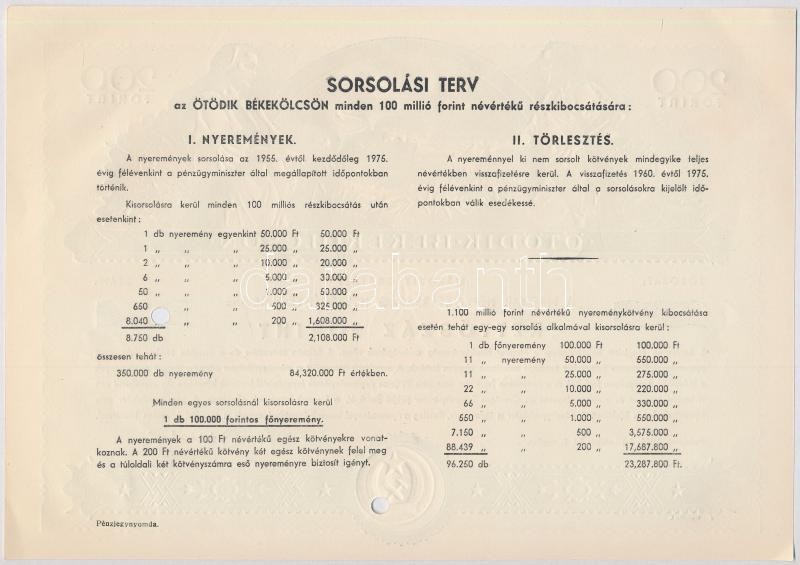 SORSOLÁSI TERV
az ÖTÖDIK BÉKEKÖLCSÖN minden 100 millió forint névértékű részkibocsátására:
I. NYEREMÉNYEK.
A nyeremények sorsolása az 1955. évtől kezdődőleg 1975.
évig félévenkint a pénzügyminiszter által megállapított időpontokban
történik.
Kisorsolásra kerül minden 100 milliós részkibocsátás után
esetenkint:
1 db nyeremény egyenkint 50.000 Ft 50.000 Ft
1 „ „ „ 25.000 „ 25.000 „
2 „ „ „ 10.000 „ 20.000 „
6 „ „ „ 5.000 „ 30.000 „
50 „ „ „ 1.000 „ 50.000 „
650 „ „ 500 „ 325.000 „
8.040 „ „ „ 200 „ 1,608.000 „
8.750 db 2,108.000 Ft
összesen tehát:
350.000 db nyeremény 84,320.000 Ft értékben.
Minden egyes sorsolásnál kisorsolásra kerül
1 db 100.000 forintos főnyeremény.
A nyeremények a 100 Ft névértékű egész kötvényekre vonat-
koznak. A 200 Ft névértékű kötvény két egész kötvénynek felel meg
és a túloldali két kötvényszámra eső nyereményre biztosít igényt.
Pénzjegynyomda.
II. TÖRLESZTÉS.
A nyereménnyel ki nem sorsolt kötvények mindegyike teljes
névértékben visszafizetésre kerül. A visszafizetés 1960. évtől 1975.
évig félévenkint a pénzügyminiszter által a sorsolásokra kijelölt idő-
pontokban válik esedékessé.
1.100 millió forint névértékű nyereménykötvény kibocsátása
esetén tehát egy-egy sorsolás alkalmával kisorsolásra kerül:
1 db főnyeremény 100.000 Ft 100.000 Ft
11 „ nyeremény 50,000 „ 550.000 „
11 „ „ 25.000 „ 275.000 „
22 „ „ 10.000 „ 220.000 „
66 „ „ 5.000 „ 330.000 „
550 „ „ 1.000 „ 550.000 „
7.150 „ „ 500 „ 3,575.000 „
88.439 „ „ 200 „ 17,687.800 „
96.250 db 23,287.800 Ft.
darabanth